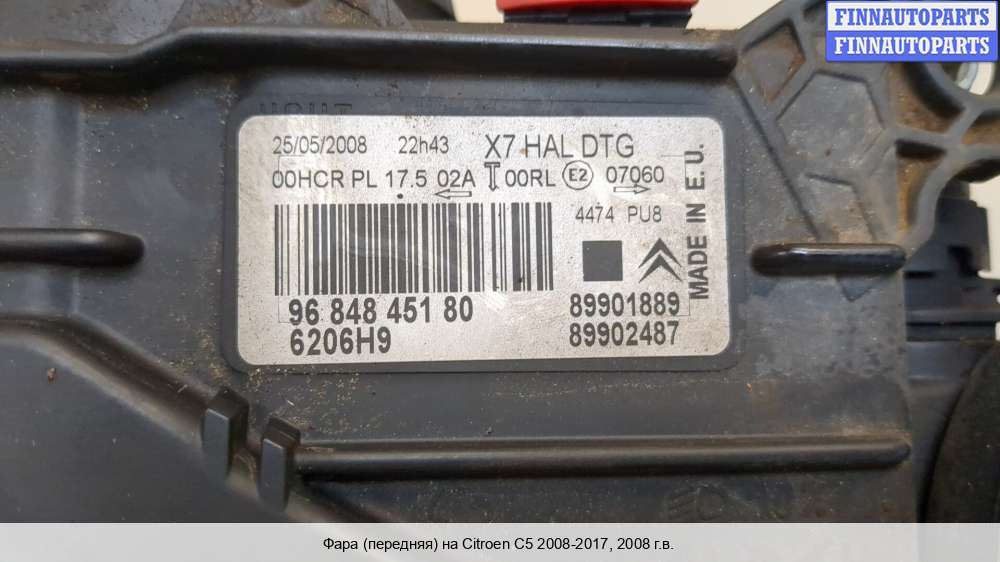 FINNAUTOPARTS
FINNAUTOPARTS
25/05/2008 22h43 X7 HAL DTG
00HCR PL 17.5 02A 00RL E2 07060
4474 PU8
MADE IN E.U.
96 848 451 80 89901889
6206H9 89902487
Фара (передняя) на Citroen C5 2008-2017, 2008 г.в.